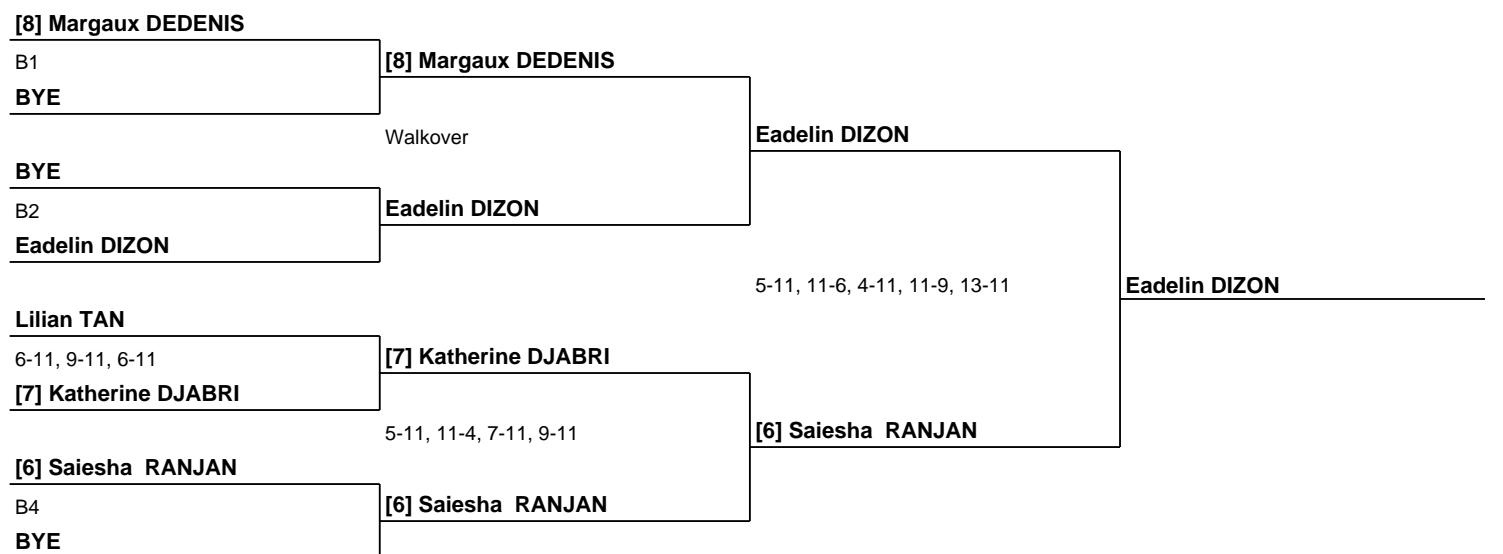 [8] Margaux DEDENIS
B1
[8] Margaux DEDENIS
BYE
Walkover
Eadelin DIZON
BYE
B2
Eadelin DIZON
Eadelin DIZON
5-11, 11-6, 4-11, 11-9, 13-11
Eadelin DIZON
Lilian TAN
6-11, 9-11, 6-11
[7] Katherine DJABRI
[7] Katherine DJABRI
5-11, 11-4, 7-11, 9-11
[6] Saiesha  RANJAN
[6] Saiesha  RANJAN
B4
[6] Saiesha  RANJAN
BYE